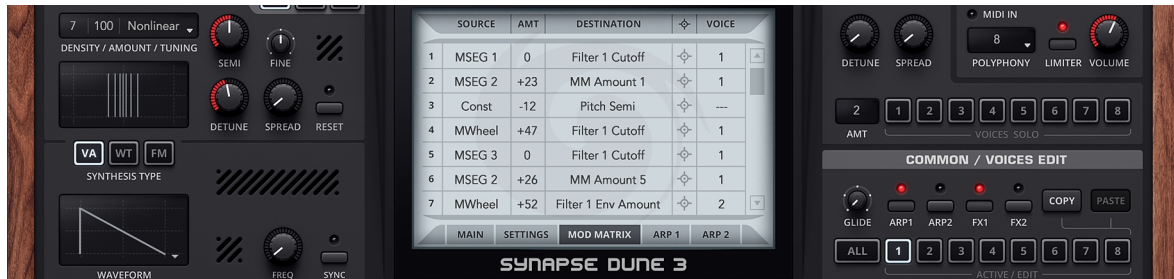 7 100 Nonlinear
DENSITY / AMOUNT / TUNING
SEMI FINE
DETUNE SPREAD RESET
VA WT FM
SYNTHESIS TYPE
WAVEFORM
FREQ SYNC
SOURCE AMT DESTINATION VOICE
1 MSEG 1 0 Filter 1 Cutoff 1
2 MSEG 2 +23 MM Amount 1 1
3 Const -12 Pitch Semi ---
4 MWheel +47 Filter 1 Cutoff 1
5 MSEG 3 0 Filter 1 Cutoff 1
6 MSEG 2 +26 MM Amount 5 1
7 MWheel +52 Filter 1 Env Amount 2
MAIN SETTINGS MOD MATRIX ARP 1 ARP 2
SYNAPSE DUNE 3
MIDI IN
8
DETUNE SPREAD POLYPHONY LIMITER VOLUME
2 1 2 3 4 5 6 7 8
AMT VOICES SOLO
COMMON / VOICES EDIT
COPY PASTE
GLIDE ARP1 ARP2 FX1 FX2
ALL 1 2 3 4 5 6 7 8
ACTIVE / EDIT